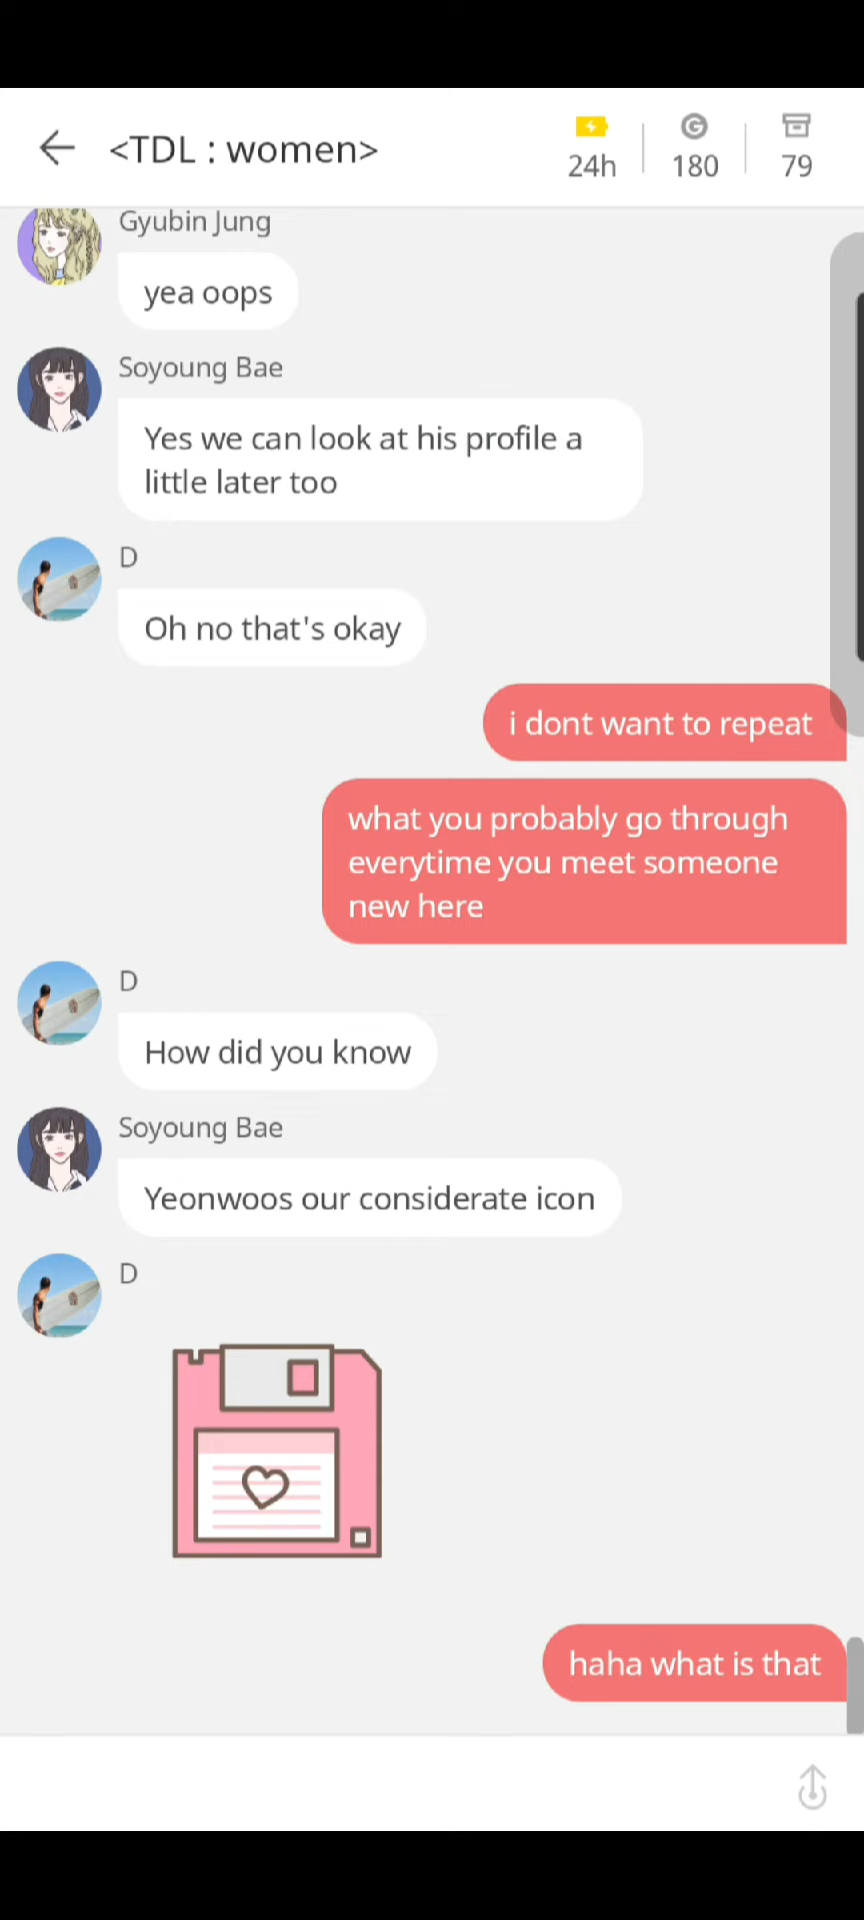 <TDL : women>
24h
G
180
79
Gyubin Jung
yea oops
Soyoung Bae
Yes we can look at his profile a
little later too
D
Oh no that's okay
i dont want to repeat
what you probably go through
everytime you meet someone
new here
D
How did you know
Soyoung Bae
Yeonwoos our considerate icon
D
haha what is that